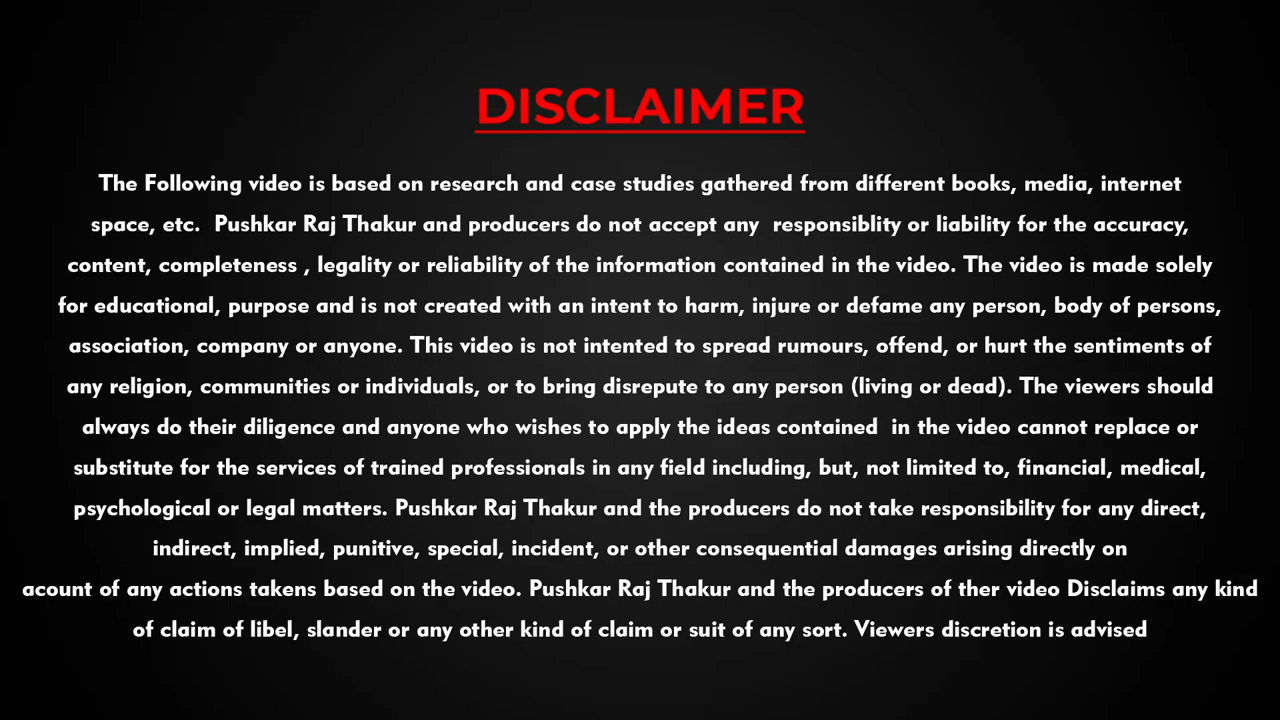 DISCLAIMER
The Following video is based on research and case studies gathered from different books, media, internet
space, etc.  Pushkar Raj Thakur and producers do not accept any  responsiblity or liability for the accuracy,
content, completeness , legality or reliability of the information contained in the video. The video is made solely
for educational, purpose and is not created with an intent to harm, injure or defame any person, body of persons,
association, company or anyone. This video is not intented to spread rumours, offend, or hurt the sentiments of
any religion, communities or individuals, or to bring disrepute to any person (living or dead). The viewers should
always do their diligence and anyone who wishes to apply the ideas contained  in the video cannot replace or
substitute for the services of trained professionals in any field including, but, not limited to, financial, medical,
psychological or legal matters. Pushkar Raj Thakur and the producers do not take responsibility for any direct,
indirect, implied, punitive, special, incident, or other consequential damages arising directly on
acount of any actions takens based on the video. Pushkar Raj Thakur and the producers of ther video Disclaims any kind
of claim of libel, slander or any other kind of claim or suit of any sort. Viewers discretion is advised